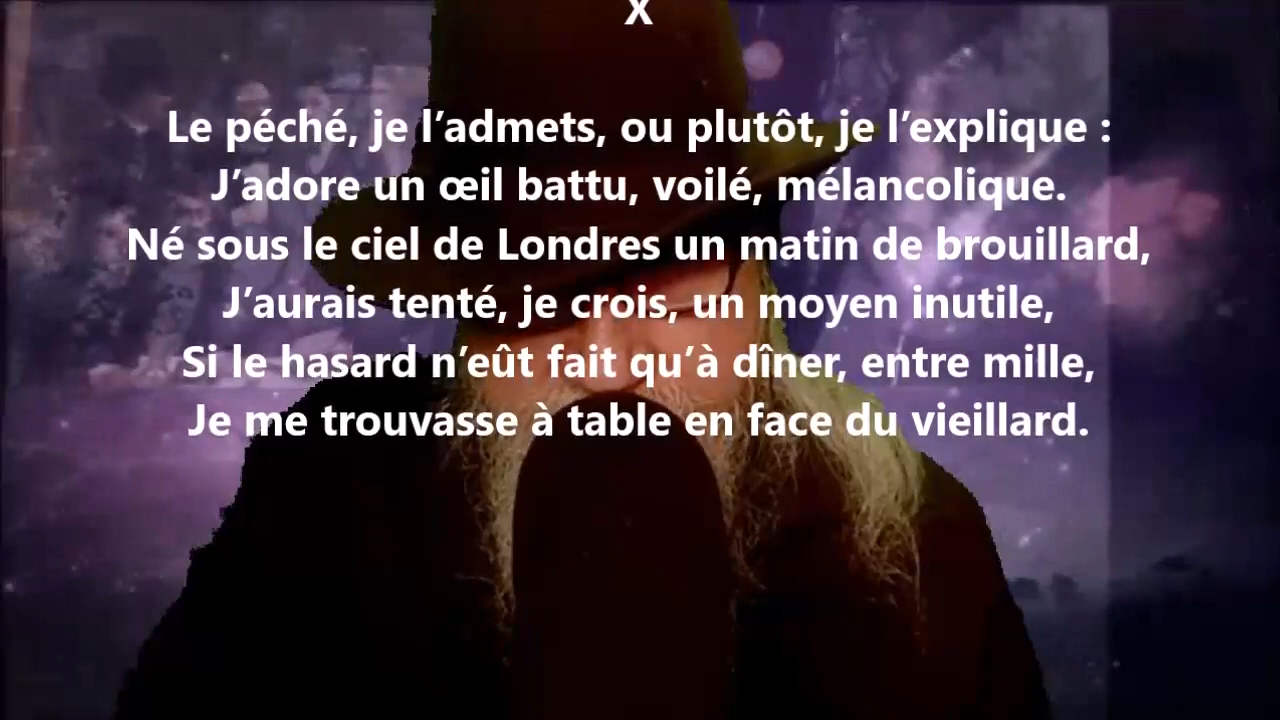 X
Le péché, je l’admets, ou plutôt, je l’explique :
J’adore un œil battu, voilé, mélancolique.
Né sous le ciel de Londres un matin de brouillard,
J’aurais tenté, je crois, un moyen inutile,
Si le hasard n’eût fait qu’à dîner, entre mille,
Je me trouvasse à table en face du vieillard.